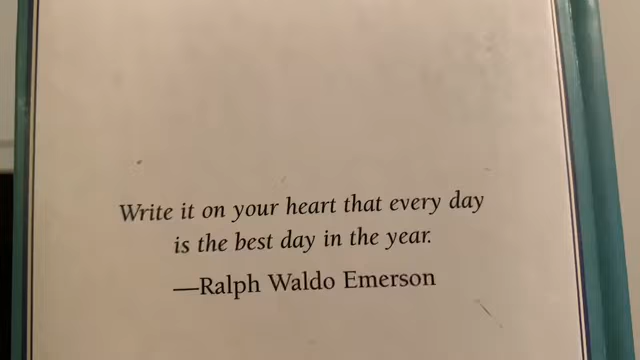 Write it on your heart that every day
is the best day in the year.
—Ralph Waldo Emerson